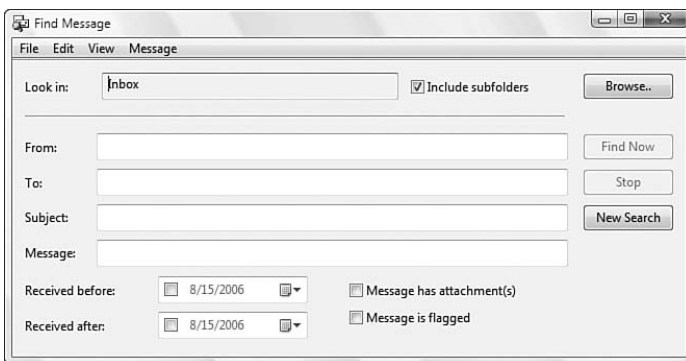 Find Message
File Edit View Message
Look in: Inbox Include subfolders Browse..
From: Find Now
To: Stop
Subject: New Search
Message:
Received before: 8/15/2006 Message has attachment(s)
Received after: 8/15/2006 Message is flagged